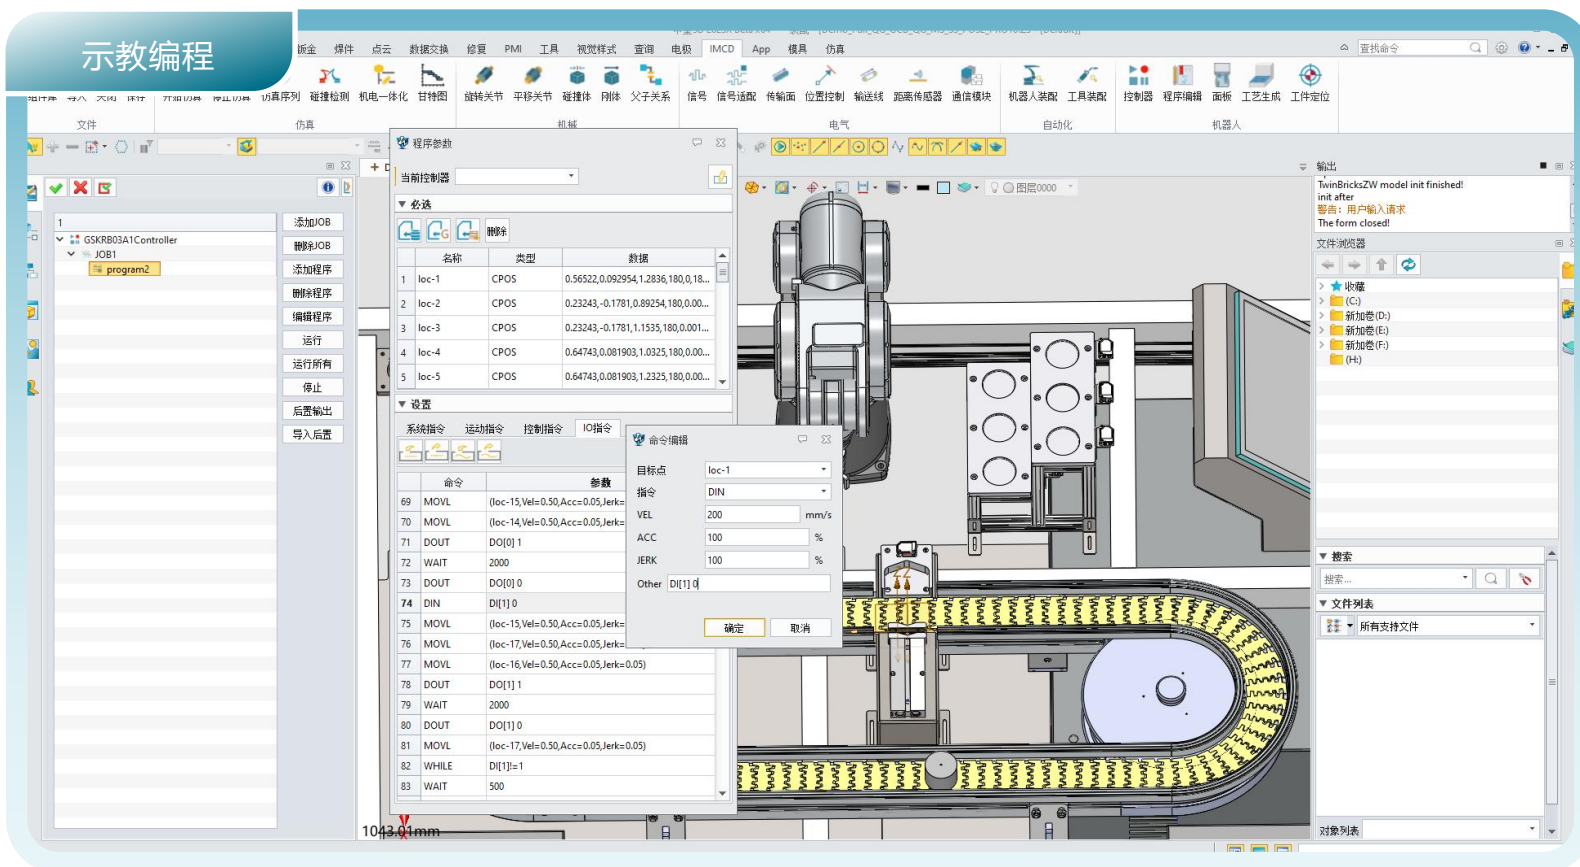 示教编程
钣金 焊件 点云 数据交换 修复 PMI 工具 视觉样式 查询 电极 IMCD App 模具 仿真
查找命令
仿真序列 碰撞检测 机电一体化 甘特图 旋转关节 平移关节 碰撞体 刚体 父子关系 信号 信号适配 传输面 位置控制 输送线 距离传感器 通信模块 机器人装配 工具装配 控制器 程序编辑 面板 工艺生成 工件定位
文件 仿真 机械 电气 自动化 机器人
程序参数
当前控制器
必选
删除
名称 类型 数据
1 loc-1 CPOS 0.56522,0.092954,1.2836,180,0,18...
2 loc-2 CPOS 0.23243,-0.1781,0.89254,180,0.00...
3 loc-3 CPOS 0.23243,-0.1781,1.1535,180,0.001...
4 loc-4 CPOS 0.64743,0.081903,1.0325,180,0.00...
5 loc-5 CPOS 0.64743,0.081903,1.2325,180,0.00...
设置
系统指令 运动指令 控制指令 IO指令
命令 参数
69 MOVL (loc-15,Vel=0.50,Acc=0.05,Jerk=
70 MOVL (loc-14,Vel=0.50,Acc=0.05,Jerk=
71 DOUT DO[0] 1
72 WAIT 2000
73 DOUT DO[0] 0
74 DIN DI[1] 0
75 MOVL (loc-15,Vel=0.50,Acc=0.05,Jerk=
76 MOVL (loc-17,Vel=0.50,Acc=0.05,Jerk=
77 MOVL (loc-16,Vel=0.50,Acc=0.05,Jerk=0.05)
78 DOUT DO[1] 1
79 WAIT 2000
80 DOUT DO[1] 0
81 MOVL (loc-17,Vel=0.50,Acc=0.05,Jerk=0.05)
82 WHILE DI[1]!=1
83 WAIT 500
命令编辑
目标点 loc-1
指令 DIN
VEL 200 mm/s
ACC 100 %
JERK 100 %
Other DI[1] 0
确定 取消
1
GSKRB03A1Controller
JOB1
program2
添加JOB
删除JOB
添加程序
删除程序
编辑程序
运行
运行所有
停止
后置输出
导入后置
图层0000
1043.01mm
输出
TwinBricksZW model init finished!
init after
警告：用户输入请求
The form closed!
文件浏览器
收藏
(C:)
新加卷(D:)
新加卷(E:)
新加卷(F:)
(H:)
搜索
搜索...
文件列表
所有支持文件
对象列表